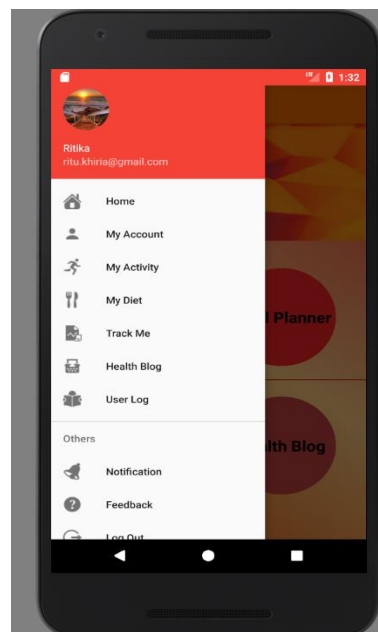 1:32
Ritika
ritu.khiria@gmail.com
Home
My Account
My Activity
My Diet
Track Me
Health Blog
User Log
Others
Notification
Feedback
Log Out
Planner
Blog